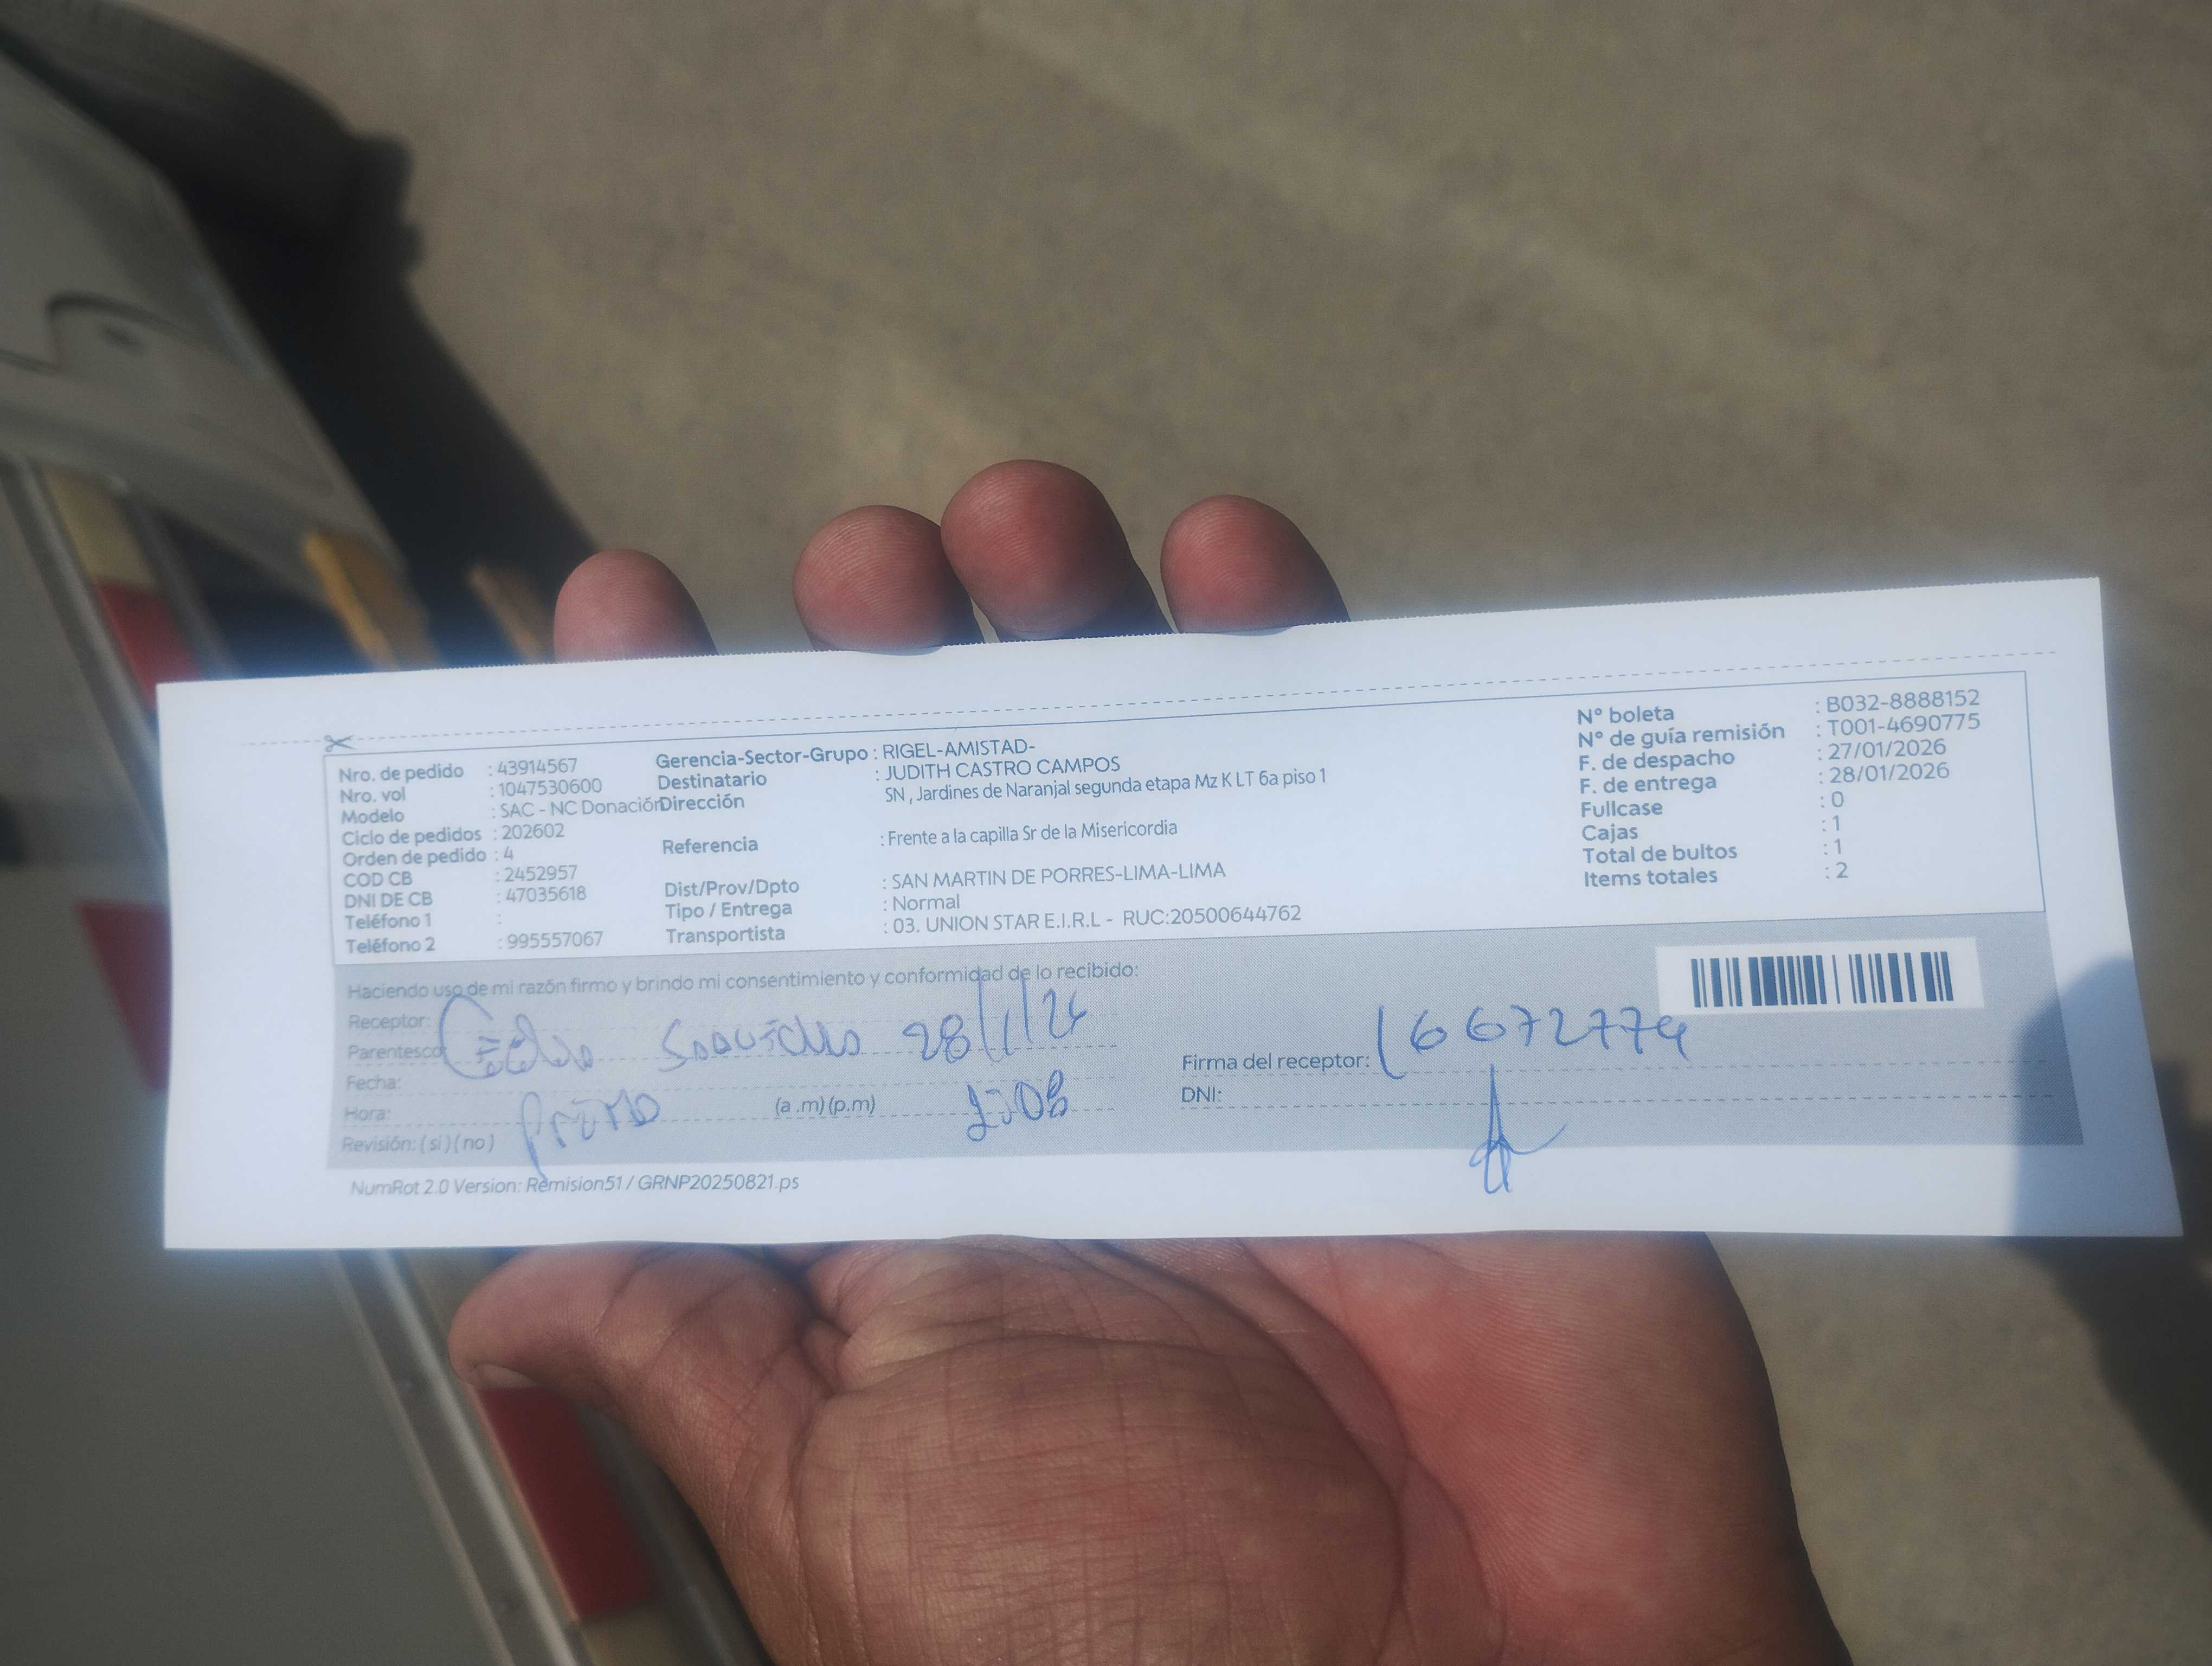 Nro. de pedido : 43914567
Nro. vol : 1047530600
Modelo : SAC - NC Donación
Ciclo de pedidos : 202602
Orden de pedido : 4
COD CB : 2452957
DNI DE CB : 47035618
Teléfono 1 :
Teléfono 2 : 995557067
Gerencia-Sector-Grupo : RIGEL-AMISTAD-
Destinatario : JUDITH CASTRO CAMPOS
Dirección SN , Jardines de Naranjal segunda etapa Mz K LT 6a piso 1
Referencia : Frente a la capilla Sr de la Misericordia
Dist/Prov/Dpto : SAN MARTIN DE PORRES-LIMA-LIMA
Tipo / Entrega : Normal
Transportista : 03. UNION STAR E.I.R.L - RUC:20500644762
N° boleta : B032-8888152
N° de guía remisión : T001-4690775
F. de despacho : 27/01/2026
F. de entrega : 28/01/2026
Fullcase : 0
Cajas : 1
Total de bultos : 1
Items totales : 2
Haciendo uso de mi razón firmo y brindo mi consentimiento y conformidad de lo recibido:
Receptor:
Parentesco 28/1/26
Fecha:
Hora: (a .m) (p.m)
Revisión: ( si ) ( no )
Firma del receptor: 16672774
DNI:
NumRot 2.0 Version: Remision51 / GRNP20250821.ps